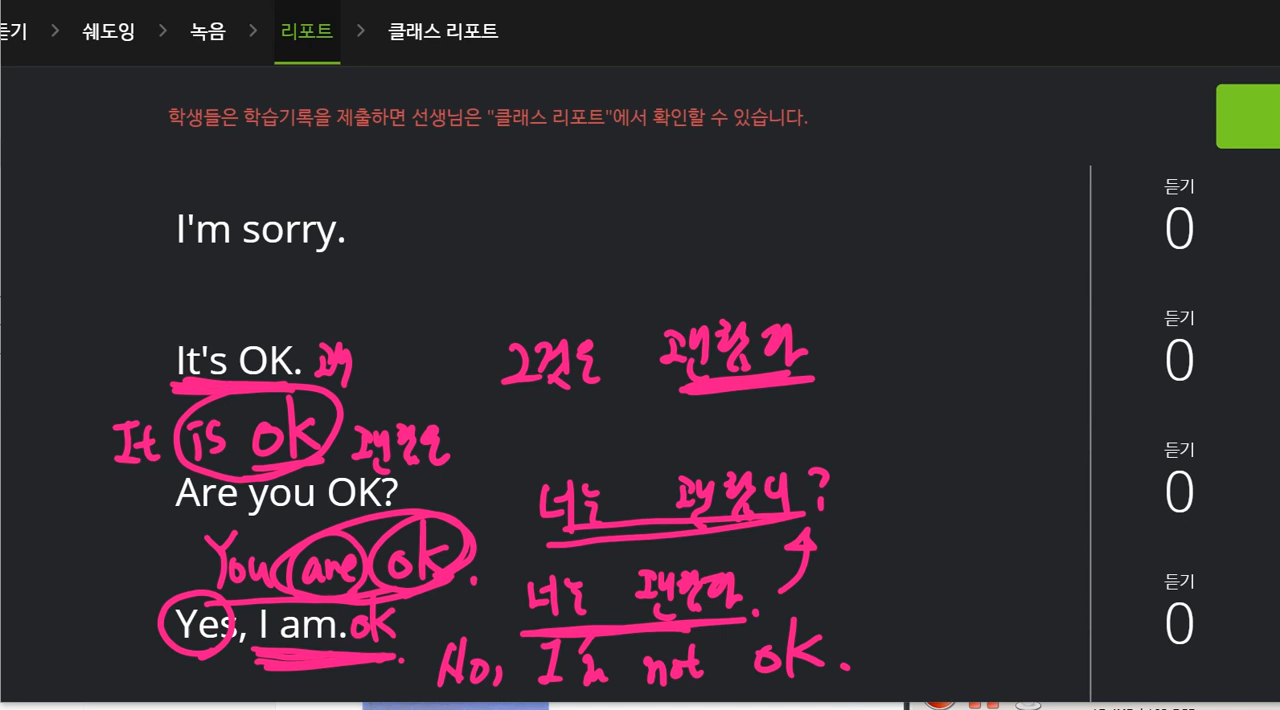 듣기 > 쉐도잉 > 녹음 > 리포트 > 클래스 리포트
학생들은 학습기록을 제출하면 선생님은 "클래스 리포트"에서 확인할 수 있습니다.
듣기
I'm sorry. 0
듣기
It's OK. 괜 그것은 괜찮다 0
It is ok 괜찮은
듣기
Are you OK? 너는 괜찮니? 0
You are ok. 너는 괜찮다.
듣기
Yes, I am. ok 0
No, I'm not ok.